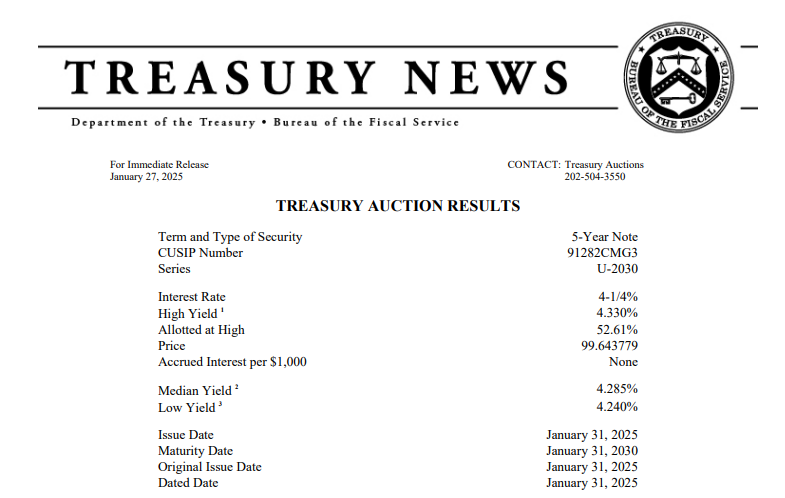 TREASURY NEWS
TREASURY
BUREAU OF THE FISCAL SERVICE
Department of the Treasury • Bureau of the Fiscal Service
For Immediate Release CONTACT: Treasury Auctions
January 27, 2025 202-504-3550
TREASURY AUCTION RESULTS
Term and Type of Security 5-Year Note
CUSIP Number 91282CMG3
Series U-2030
Interest Rate 4-1/4%
High Yield ¹ 4.330%
Allotted at High 52.61%
Price 99.643779
Accrued Interest per $1,000 None
Median Yield ² 4.285%
Low Yield ³ 4.240%
Issue Date January 31, 2025
Maturity Date January 31, 2030
Original Issue Date January 31, 2025
Dated Date January 31, 2025